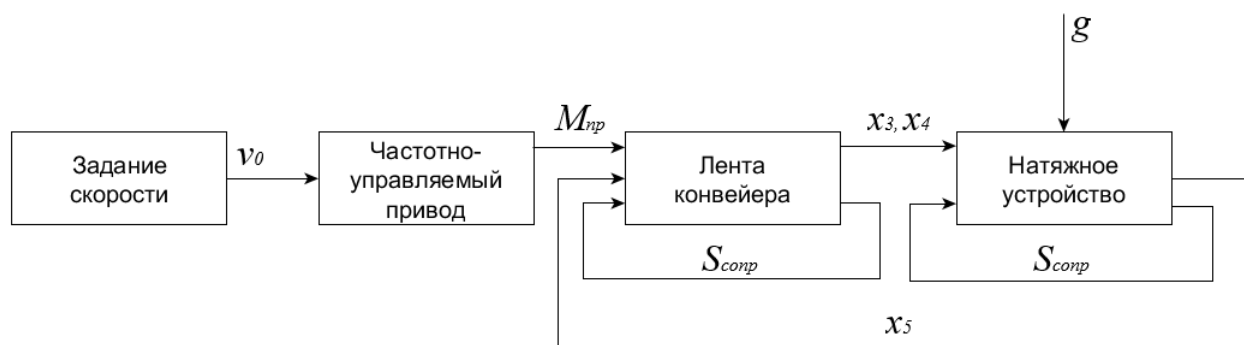 g
Задание
скорости
v0
Частотно-
управляемый
привод
Mпр
Лента
конвейера
x3, x4
Натяжное
устройство
Sсопр
Sсопр
x5